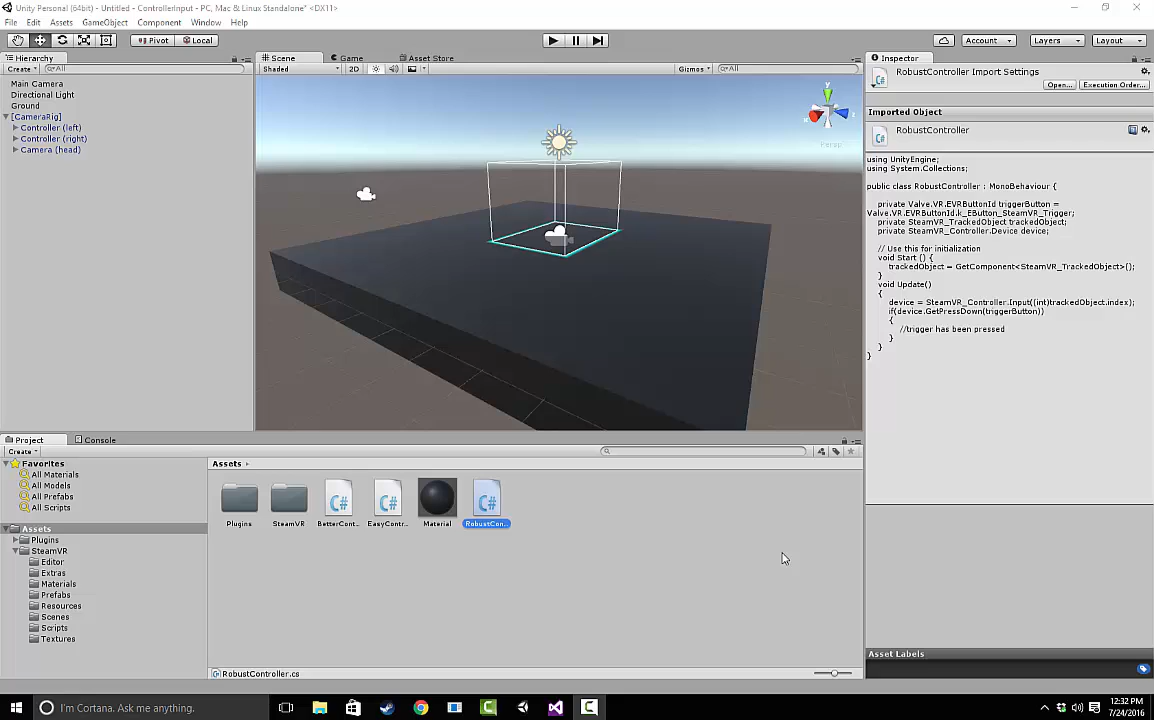 Unity Personal (64bit) - Untitled - ControllerInput - PC, Mac & Linux Standalone* <DX11>
File Edit Assets GameObject Component Window Help
Pivot Local Account Layers Layout
Hierarchy
Create All
Main Camera
Directional Light
Ground
[CameraRig]
Controller (left)
Controller (right)
Camera (head)
Scene Game Asset Store
Shaded 2D Gizmos All
y
Persp
Inspector
RobustController Import Settings
Open... Execution Order...
Imported Object
RobustController
using UnityEngine;
using System.Collections;
public class RobustController : MonoBehaviour {
private Valve.VR.EVRButtonId triggerButton =
Valve.VR.EVRButtonId.k_EButton_SteamVR_Trigger;
private SteamVR_TrackedObject trackedObject;
private SteamVR_Controller.Device device;
// Use this for initialization
void Start () {
trackedObject = GetComponent<SteamVR_TrackedObject>();
}
void Update()
{
device = SteamVR_Controller.Input((int)trackedObject.index);
if(device.GetPressDown(triggerButton))
{
//trigger has been pressed
}
}
}
Asset Labels
Project Console
Create
Favorites
All Materials
All Models
All Prefabs
All Scripts
Assets
Plugins
SteamVR
Editor
Extras
Materials
Prefabs
Resources
Scenes
Scripts
Textures
Assets
Plugins SteamVR BetterCont... EasyContr... Material RobustCon...
RobustController.cs
I'm Cortana. Ask me anything.
12:32 PM
7/24/2016